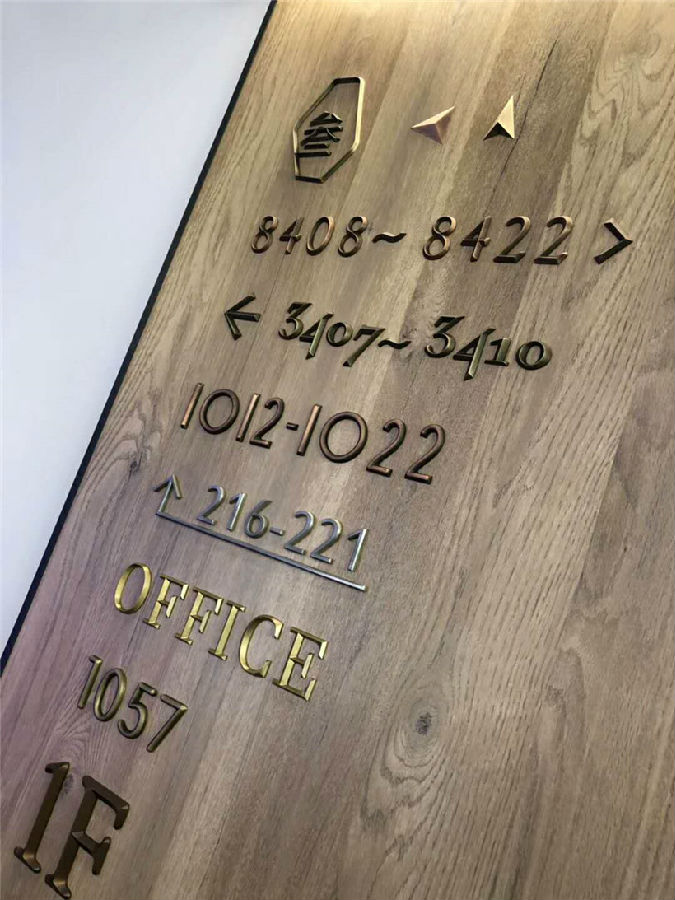 叁
8408~8422 >
← 3407~3410
1012-1022
↑ 216-221
OFFICE
1057
1F